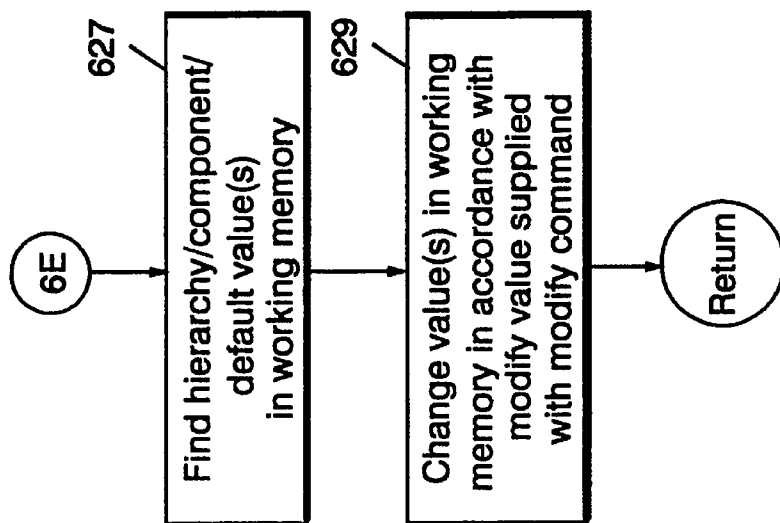 6E
627
Find hierarchy/component/
default value(s)
in working memory
629
Change value(s) in working
memory in accordance with
modify value supplied
with modify command
Return